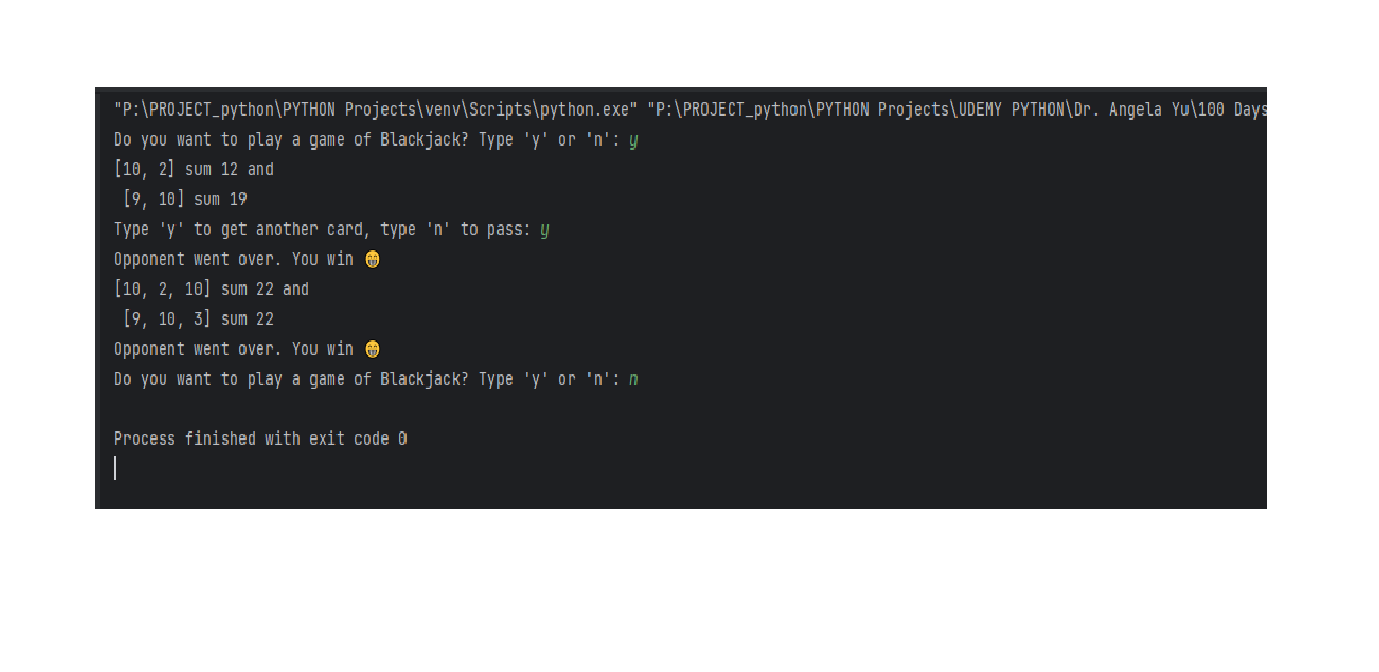 "P:\PROJECT_python\PYTHON Projects\venv\Scripts\python.exe" "P:\PROJECT_python\PYTHON Projects\UDEMY PYTHON\Dr. Angela Yu\100 Days
Do you want to play a game of Blackjack? Type 'y' or 'n': y
[10, 2] sum 12 and
 [9, 10] sum 19
Type 'y' to get another card, type 'n' to pass: y
Opponent went over. You win 😁
[10, 2, 10] sum 22 and
 [9, 10, 3] sum 22
Opponent went over. You win 😁
Do you want to play a game of Blackjack? Type 'y' or 'n': n
Process finished with exit code 0